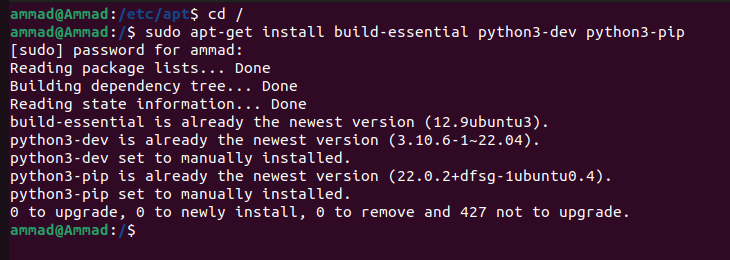 ammad@Ammad:/etc/apt$ cd /
ammad@Ammad:/$ sudo apt-get install build-essential python3-dev python3-pip
[sudo] password for ammad:
Reading package lists... Done
Building dependency tree... Done
Reading state information... Done
build-essential is already the newest version (12.9ubuntu3).
python3-dev is already the newest version (3.10.6-1~22.04).
python3-dev set to manually installed.
python3-pip is already the newest version (22.0.2+dfsg-1ubuntu0.4).
python3-pip set to manually installed.
0 to upgrade, 0 to newly install, 0 to remove and 427 not to upgrade.
ammad@Ammad:/$